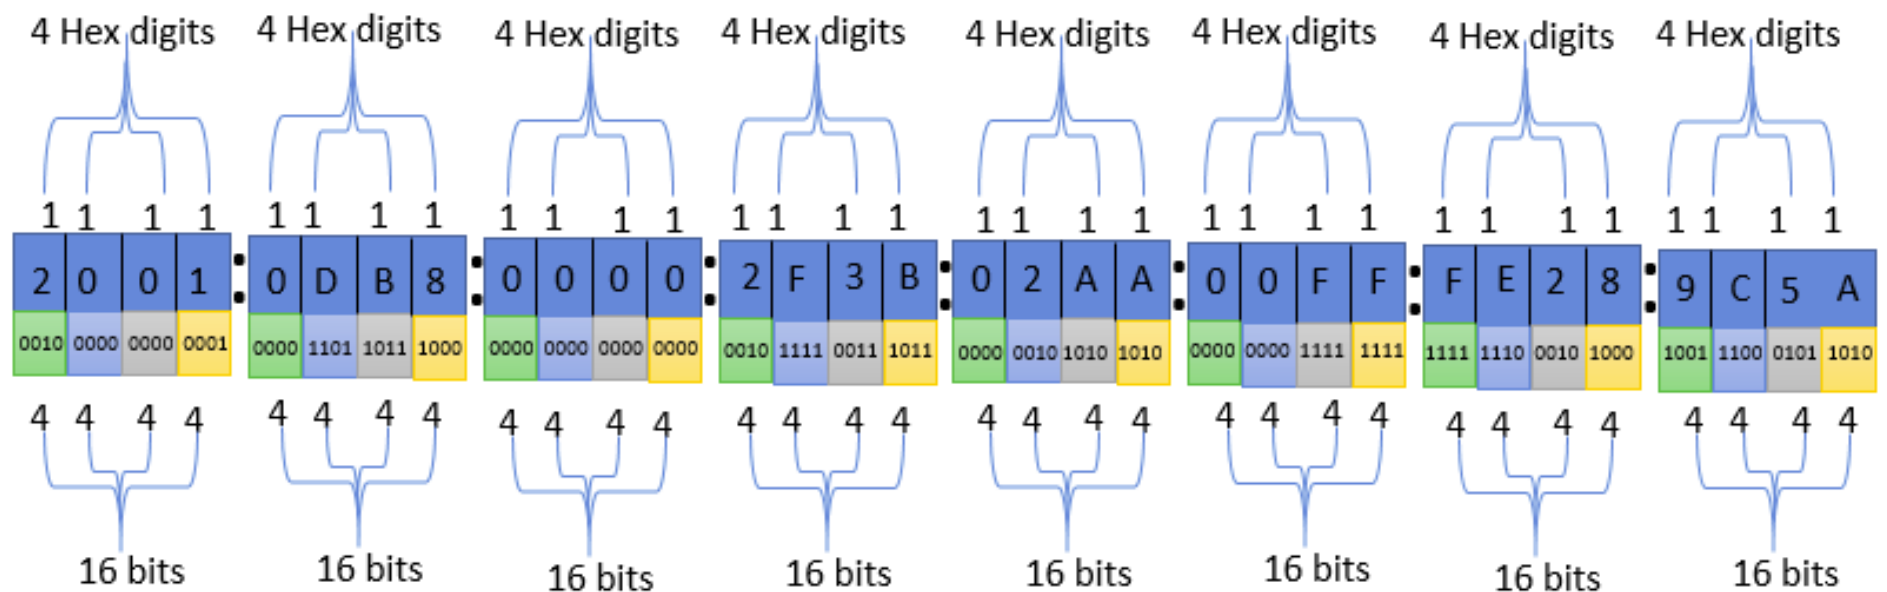 4 Hex digits 4 Hex digits 4 Hex digits 4 Hex digits 4 Hex digits 4 Hex digits 4 Hex digits 4 Hex digits
1 1 1 1 1 1 1 1 1 1 1 1 1 1 1 1 1 1 1 1 1 1 1 1 1 1 1 1 1 1 1 1
2 0 0 1 : 0 D B 8 : 0 0 0 0 : 2 F 3 B : 0 2 A A : 0 0 F F : F E 2 8 : 9 C 5 A
0010 0000 0000 0001 0000 1101 1011 1000 0000 0000 0000 0000 0010 1111 0011 1011 0000 0010 1010 1010 0000 0000 1111 1111 1111 1110 0010 1000 1001 1100 0101 1010
4 4 4 4 4 4 4 4 4 4 4 4 4 4 4 4 4 4 4 4 4 4 4 4 4 4 4 4 4 4 4 4
16 bits 16 bits 16 bits 16 bits 16 bits 16 bits 16 bits 16 bits